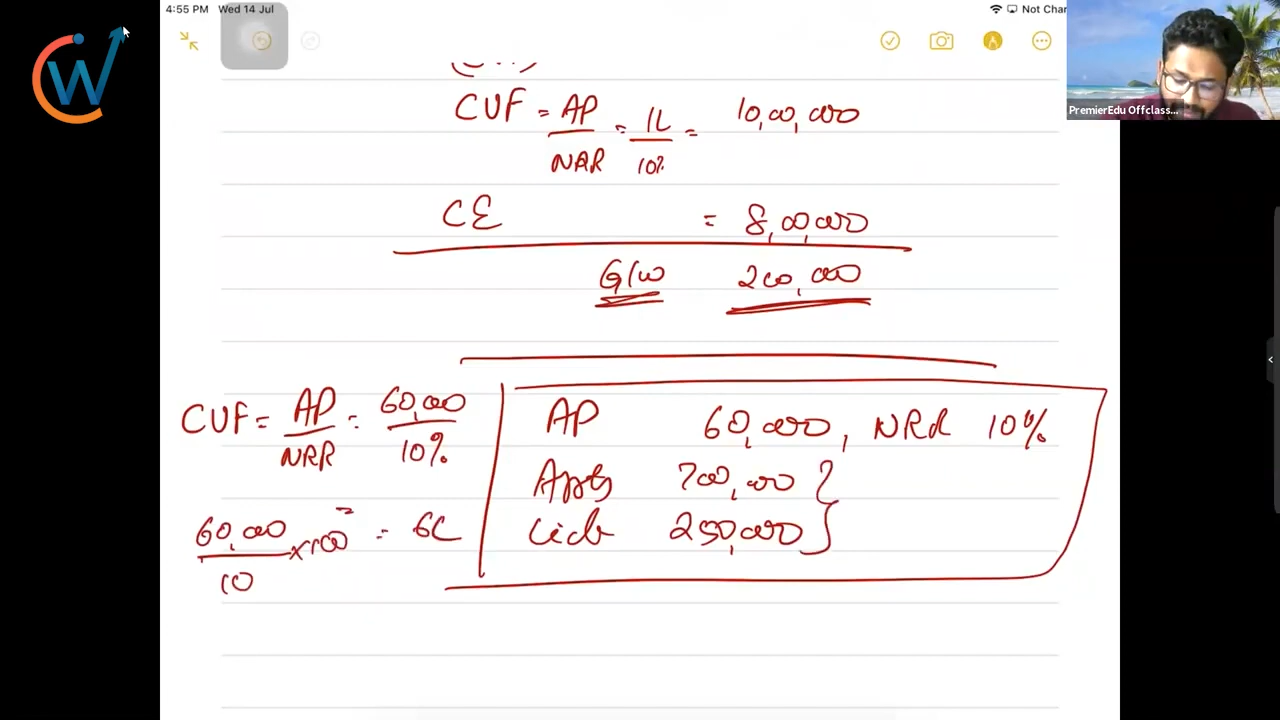 4:55 PM Wed 14 Jul
Not Char
W
PremierEdu Offclass...
CUF = AP / NAR = 1L / 10% = 10,00,000
CE = 8,00,000
G/W 200,000
CUF = AP / NRR = 60,000 / 10%
60,000 / 10 × 100 = 6L
AP 60,000, NRR 10%
Assts 700,000 }
Liab 250,000 }